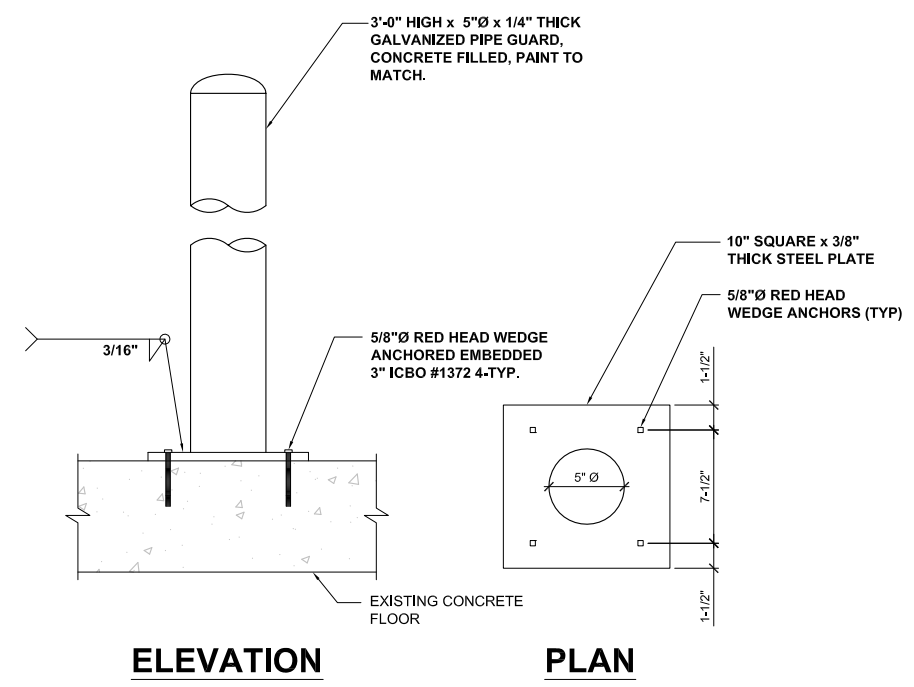 3'-0" HIGH x 5"Ø x 1/4" THICK
GALVANIZED PIPE GUARD,
CONCRETE FILLED, PAINT TO
MATCH.
3/16"
5/8"Ø RED HEAD WEDGE
ANCHORED EMBEDDED
3" ICBO #1372 4-TYP.
EXISTING CONCRETE
FLOOR
ELEVATION
10" SQUARE x 3/8"
THICK STEEL PLATE
5/8"Ø RED HEAD
WEDGE ANCHORS (TYP)
1-1/2"
7-1/2"
1-1/2"
5" Ø
PLAN